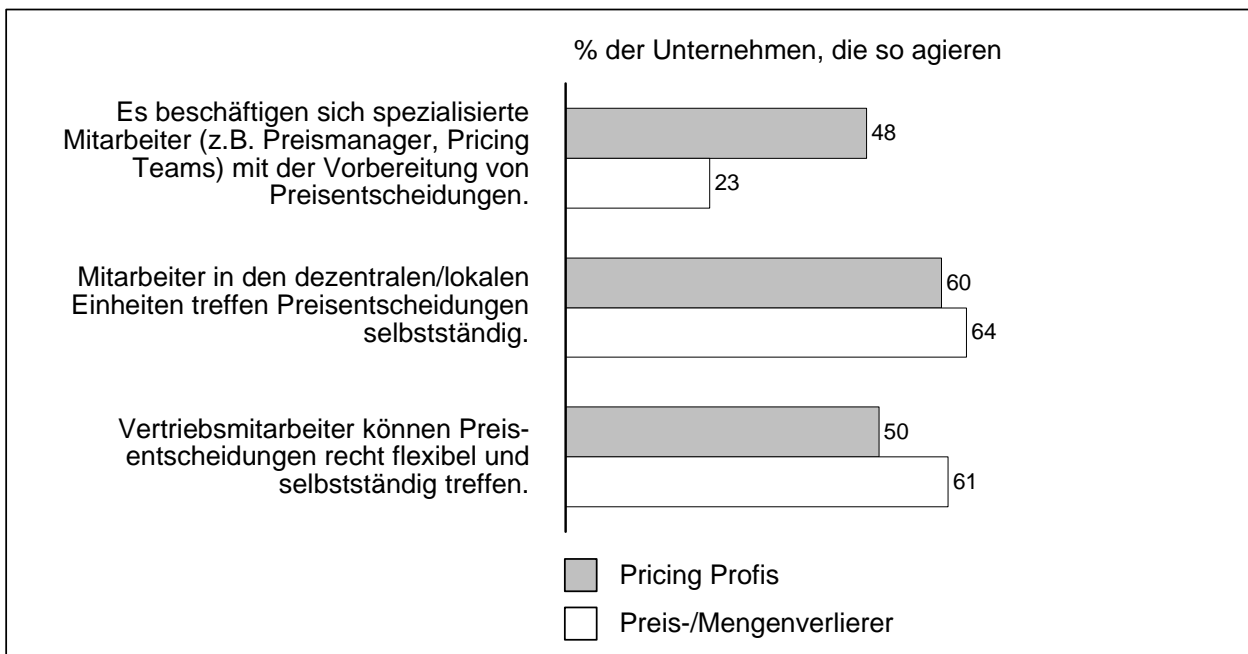 % der Unternehmen, die so agieren
Es beschäftigen sich spezialisierte
Mitarbeiter (z.B. Preismanager, Pricing
Teams) mit der Vorbereitung von
Preisentscheidungen.
48
23
Mitarbeiter in den dezentralen/lokalen
Einheiten treffen Preisentscheidungen
selbstständig.
60
64
Vertriebsmitarbeiter können Preis-
entscheidungen recht flexibel und
selbstständig treffen.
50
61
Pricing Profis
Preis-/Mengenverlierer